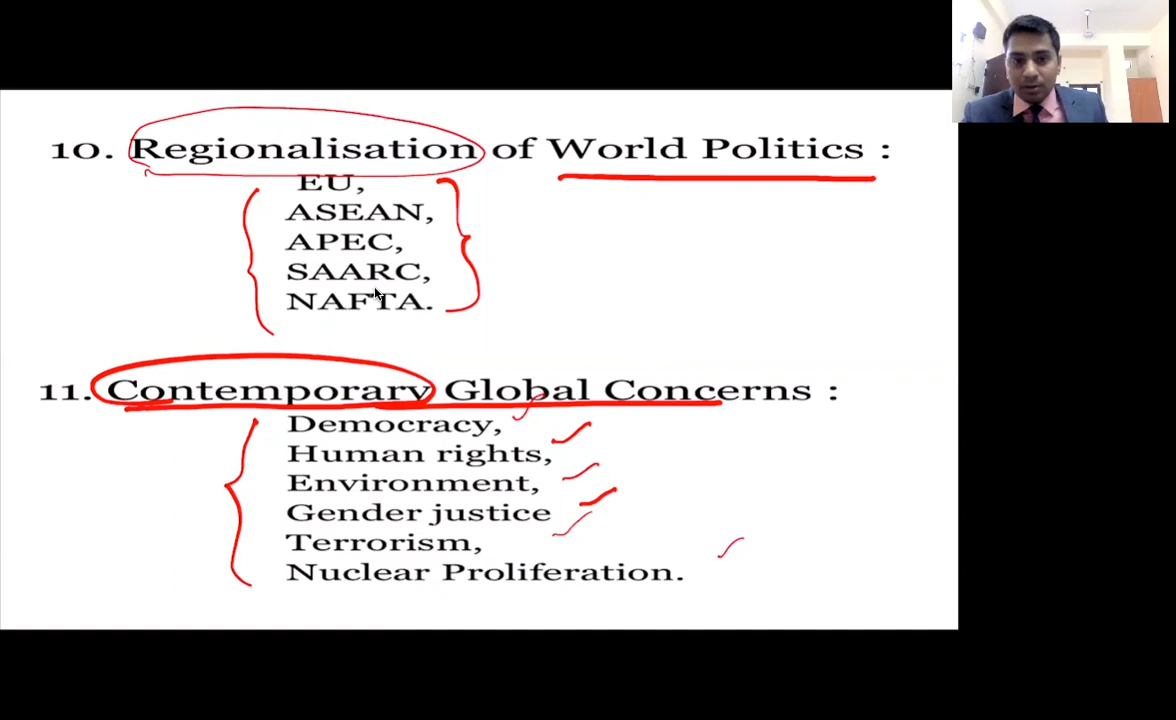 10. Regionalisation of World Politics :
EU,
ASEAN,
APEC,
SAARC,
NAFTA.
11. Contemporary Global Concerns :
Democracy,
Human rights,
Environment,
Gender justice
Terrorism,
Nuclear Proliferation.